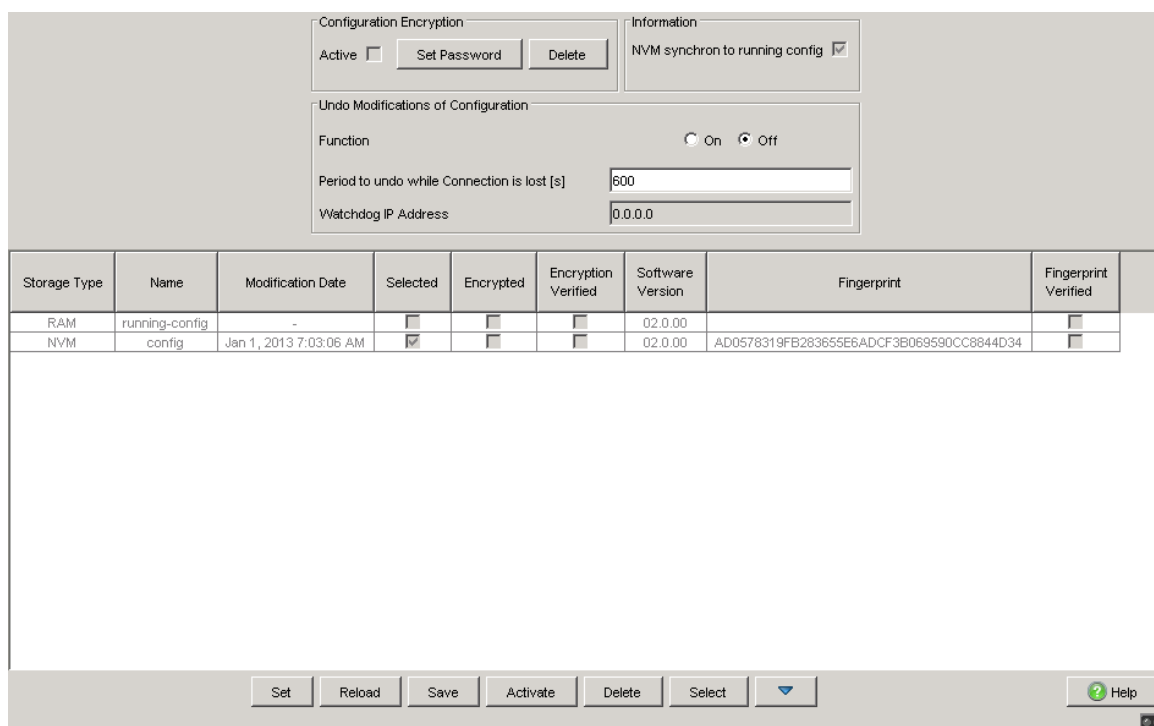 Configuration Encryption
Information
Active Set Password Delete
NVM synchron to running config
Undo Modifications of Configuration
Function On Off
Period to undo while Connection is lost [s] 600
Watchdog IP Address 0.0.0.0
Storage Type Name Modification Date Selected Encrypted Encryption Verified Software Version Fingerprint Fingerprint Verified
RAM running-config - 02.0.00
NVM config Jan 1, 2013 7:03:06 AM 02.0.00 AD0578319FB283655E6ADCF3B069590CC8844D34
Set Reload Save Activate Delete Select Help